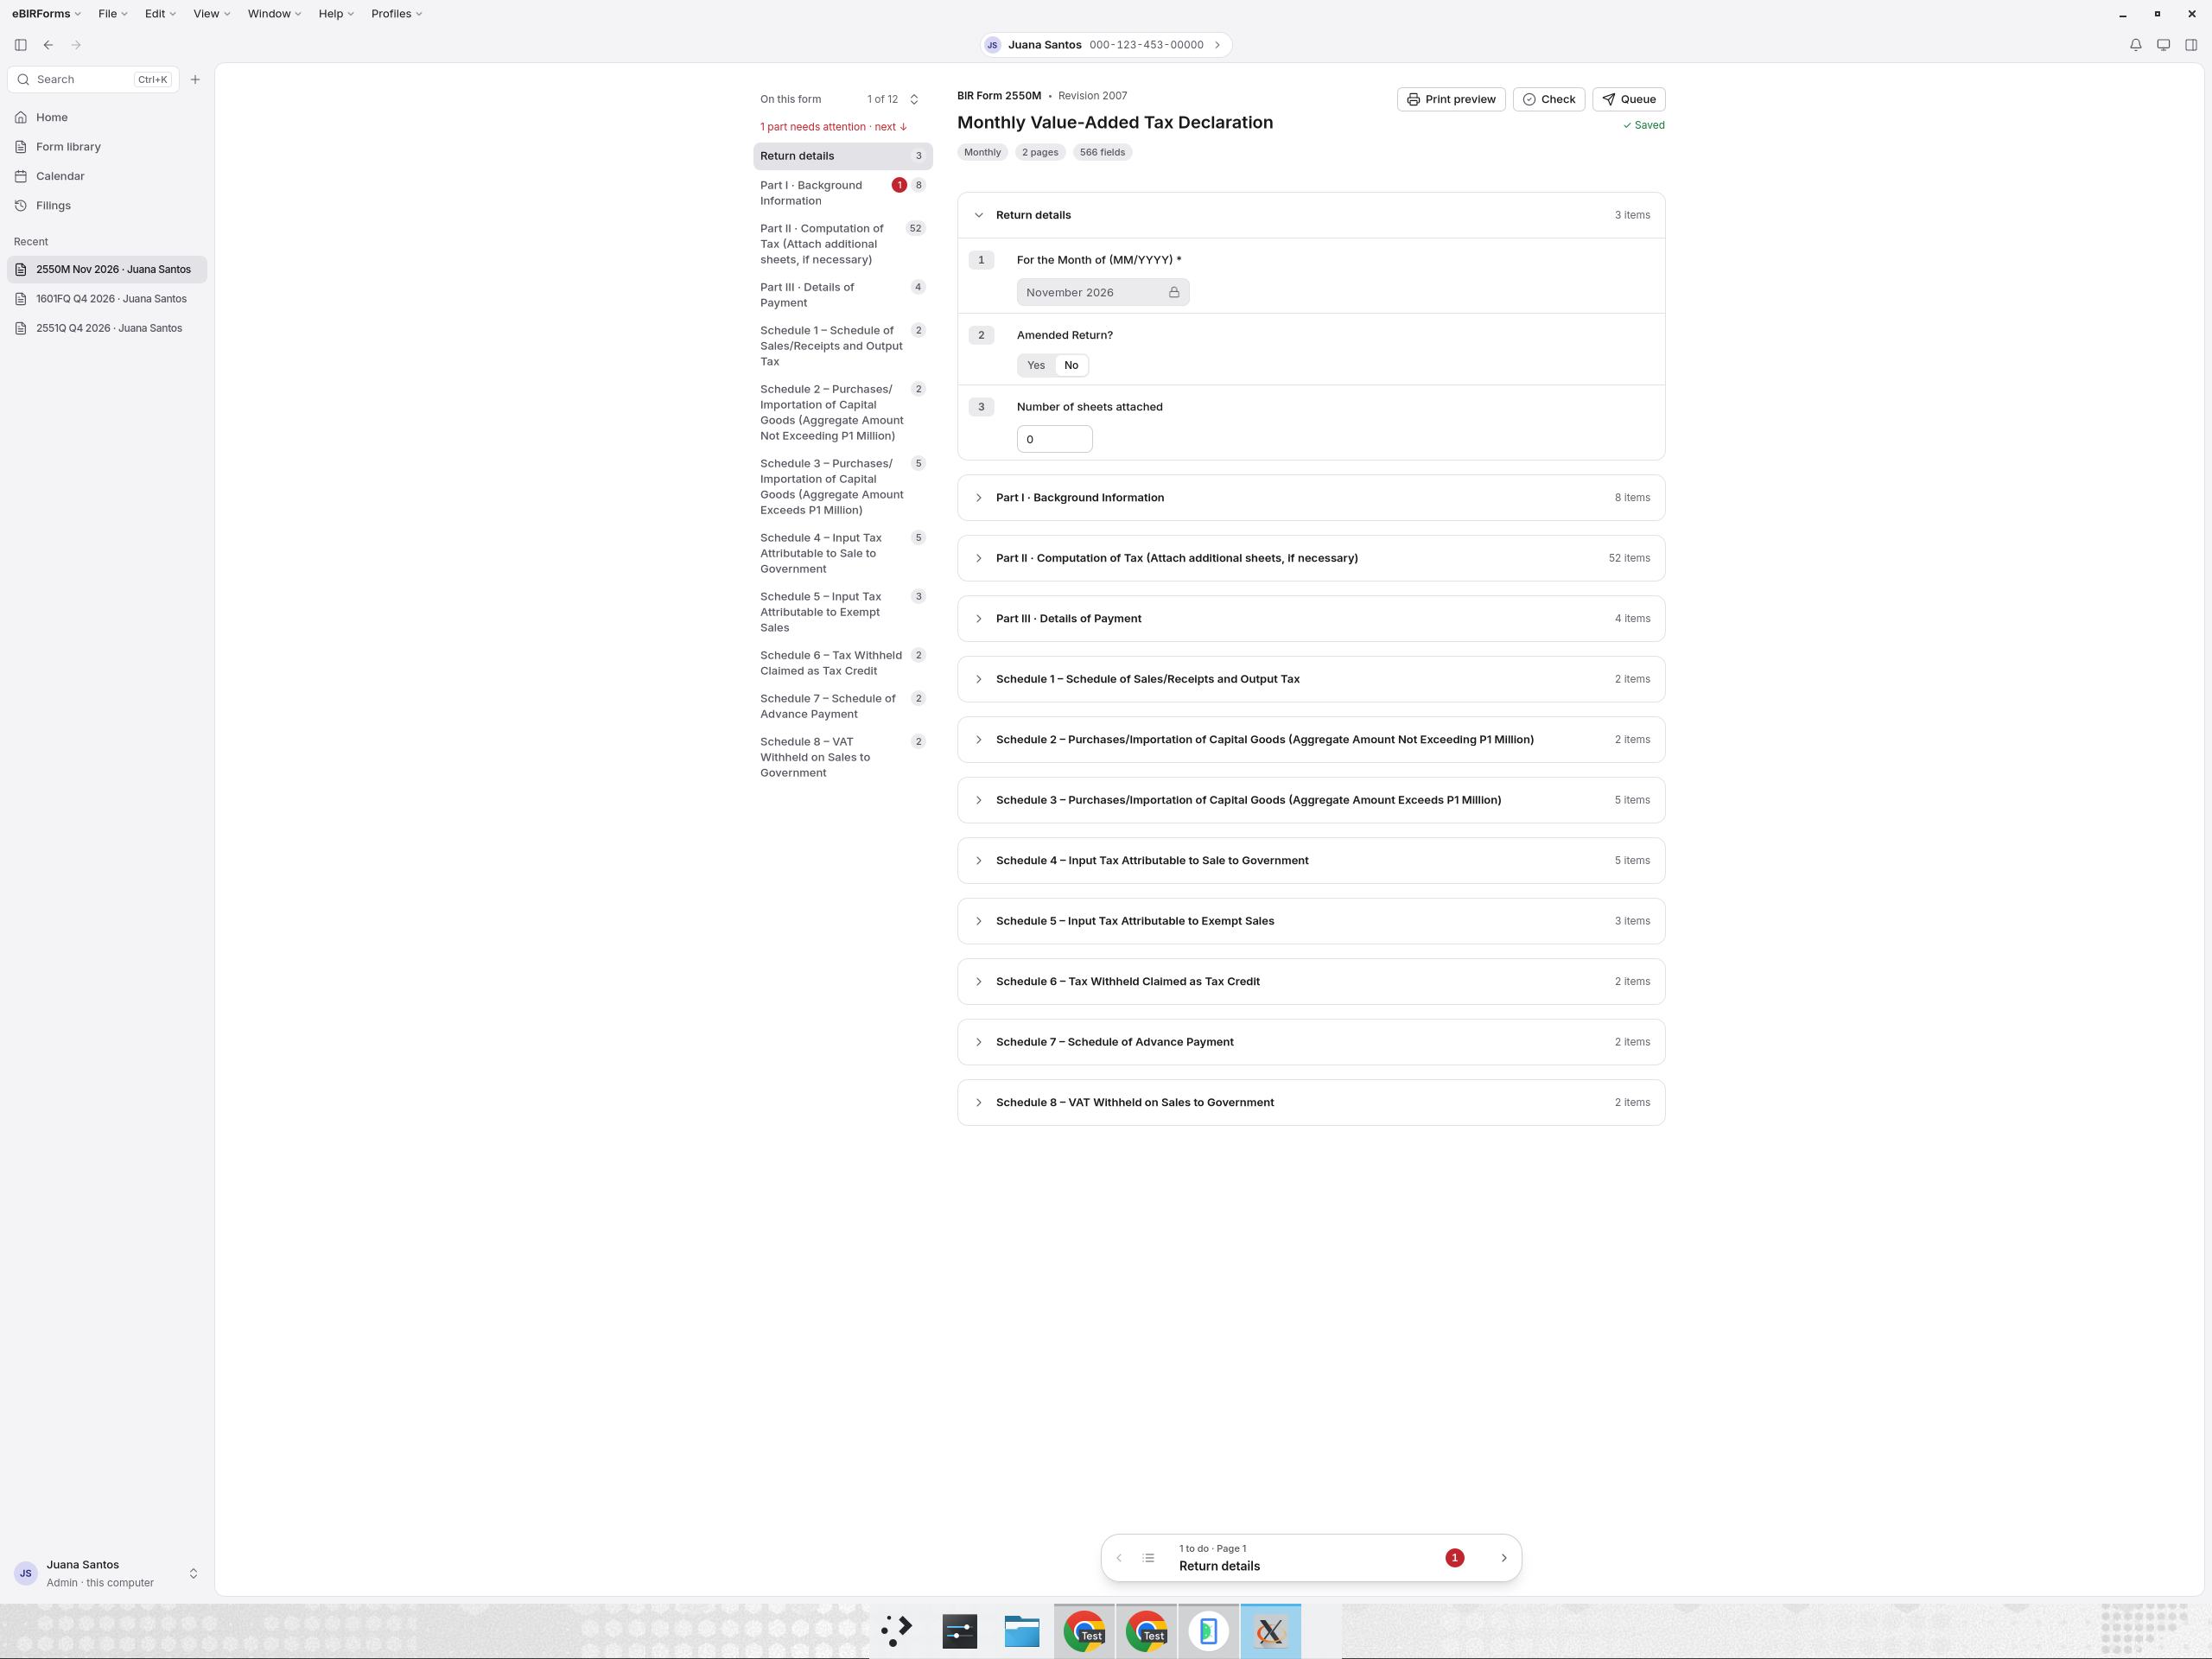 eBIRForms File Edit View Window Help Profiles
JS Juana Santos 000-123-453-00000
Search Ctrl+K
Home
Form library
Calendar
Filings
Recent
2550M Nov 2026 · Juana Santos
1601FQ Q4 2026 · Juana Santos
2551Q Q4 2026 · Juana Santos
On this form 1 of 12
1 part needs attention · next ↓
Return details 3
Part I · Background 1 8
Information
Part II · Computation of 52
Tax (Attach additional
sheets, if necessary)
Part III · Details of 4
Payment
Schedule 1 – Schedule of 2
Sales/Receipts and Output
Tax
Schedule 2 – Purchases/ 2
Importation of Capital
Goods (Aggregate Amount
Not Exceeding P1 Million)
Schedule 3 – Purchases/ 5
Importation of Capital
Goods (Aggregate Amount
Exceeds P1 Million)
Schedule 4 – Input Tax 5
Attributable to Sale to
Government
Schedule 5 – Input Tax 3
Attributable to Exempt
Sales
Schedule 6 – Tax Withheld 2
Claimed as Tax Credit
Schedule 7 – Schedule of 2
Advance Payment
Schedule 8 – VAT 2
Withheld on Sales to
Government
BIR Form 2550M • Revision 2007
Print preview Check Queue
Monthly Value-Added Tax Declaration
✓ Saved
Monthly 2 pages 566 fields
Return details 3 items
1 For the Month of (MM/YYYY) *
November 2026
2 Amended Return?
Yes No
3 Number of sheets attached
0
Part I · Background Information 8 items
Part II · Computation of Tax (Attach additional sheets, if necessary) 52 items
Part III · Details of Payment 4 items
Schedule 1 – Schedule of Sales/Receipts and Output Tax 2 items
Schedule 2 – Purchases/Importation of Capital Goods (Aggregate Amount Not Exceeding P1 Million) 2 items
Schedule 3 – Purchases/Importation of Capital Goods (Aggregate Amount Exceeds P1 Million) 5 items
Schedule 4 – Input Tax Attributable to Sale to Government 5 items
Schedule 5 – Input Tax Attributable to Exempt Sales 3 items
Schedule 6 – Tax Withheld Claimed as Tax Credit 2 items
Schedule 7 – Schedule of Advance Payment 2 items
Schedule 8 – VAT Withheld on Sales to Government 2 items
1 to do · Page 1
Return details 1
JS Juana Santos
Admin · this computer
Test Test